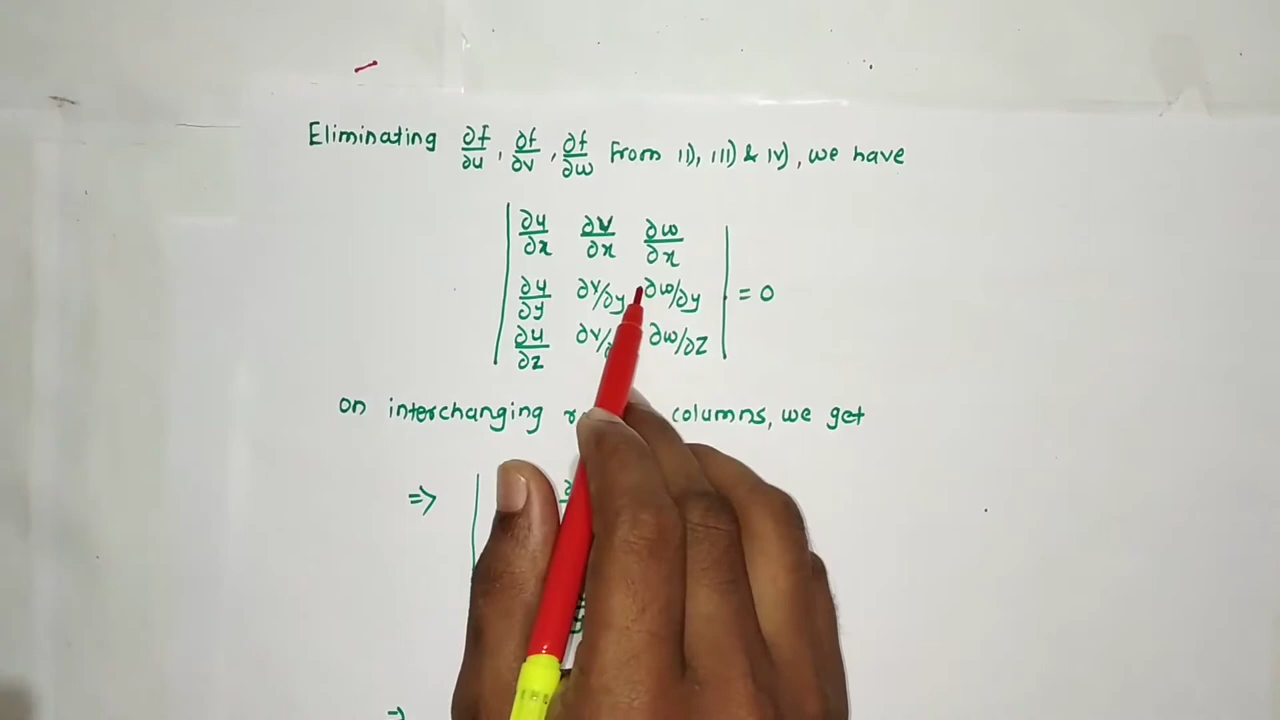 Eliminating ∂f/∂u, ∂f/∂v, ∂f/∂w From ii), iii) & iv), we have
| ∂u/∂x ∂v/∂x ∂w/∂x |
| ∂u/∂y ∂v/∂y ∂w/∂y | = 0
| ∂u/∂z ∂v/ ∂w/∂z |
on interchanging columns, we get
=> |
=>